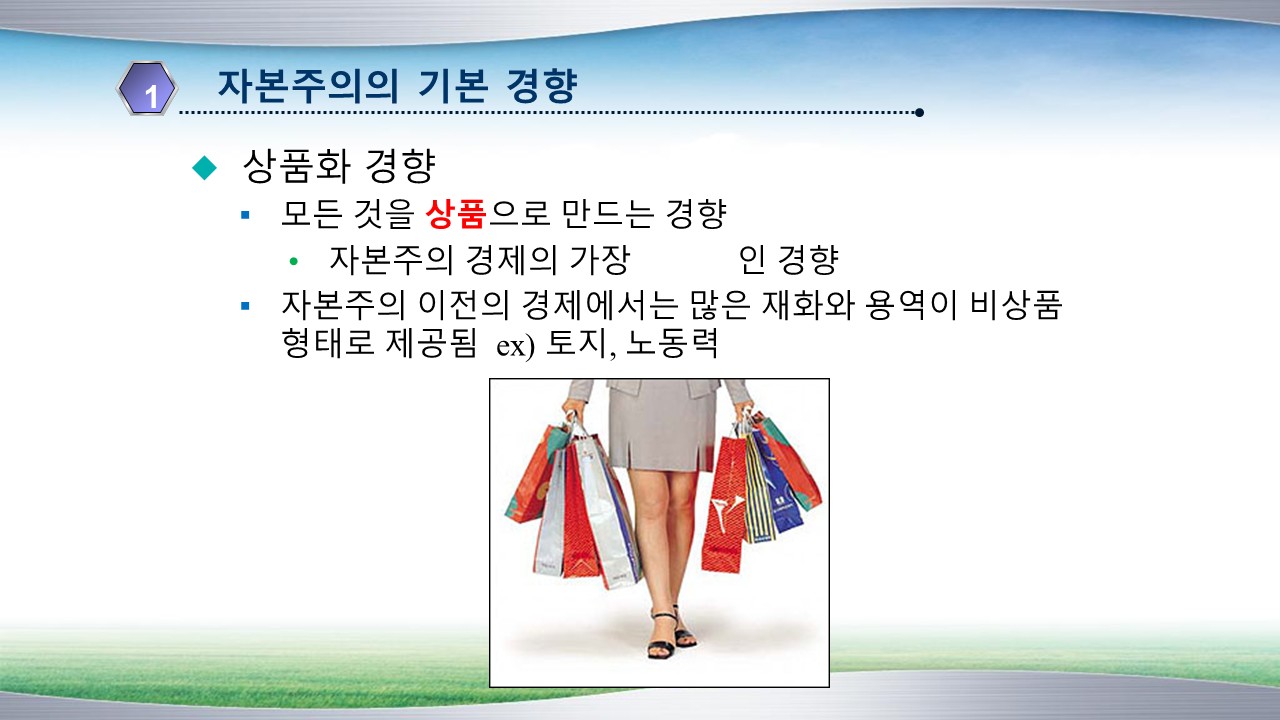 1
자본주의의 기본 경향
상품화 경향
모든 것을 상품으로 만드는 경향
자본주의 경제의 가장 인 경향
자본주의 이전의 경제에서는 많은 재화와 용역이 비상품
형태로 제공됨 ex) 토지, 노동력